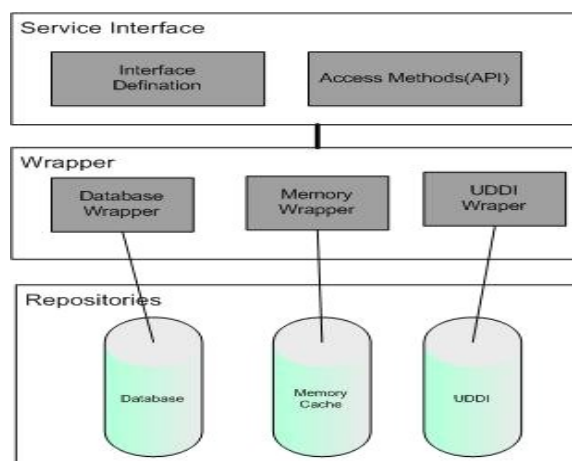 Service Interface
Interface
Defination
Access Methods(API)
Wrapper
Database
Wrapper
Memory
Wrapper
UDDI
Wraper
Repositories
Database
Memory
Cache
UDDI